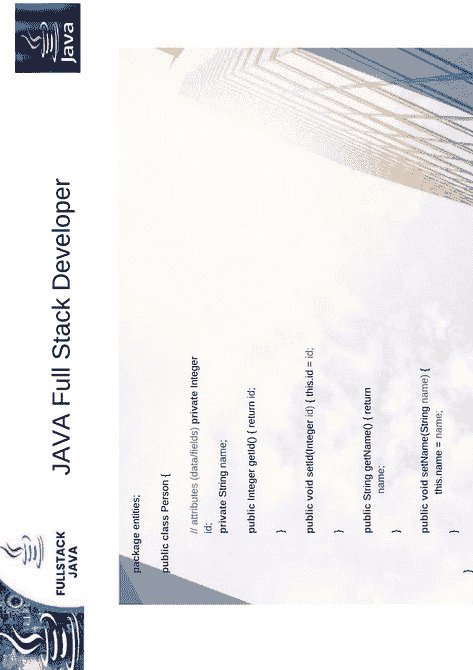 FULLSTACK
JAVA
JAVA Full Stack Developer
Java
package entities;
public class Person {
// attributes (data/fields) private Integer
id;
private String name;
public Integer getId() { return id;
}
public void setId(Integer id) { this.id = id;
}
public String getName() { return
name;
}
public void setName(String name) {
this.name = name;
}
}